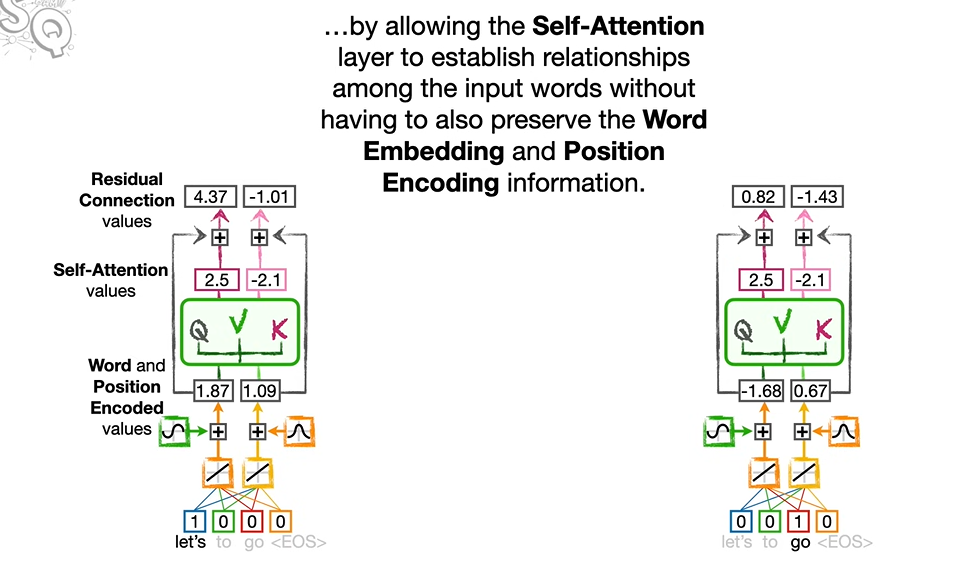 SQ
...by allowing the Self-Attention
layer to establish relationships
among the input words without
having to also preserve the Word
Embedding and Position
Encoding information.
Residual
Connection
values
4.37 -1.01
0.82 -1.43
+ +
+ +
Self-Attention
values
2.5 -2.1
2.5 -2.1
Q V K
Q V K
Word and
Position
Encoded
values
1.87 1.09
-1.68 0.67
+ +
+ +
1 0 0 0
0 0 1 0
let's to go <EOS>
let's to go <EOS>